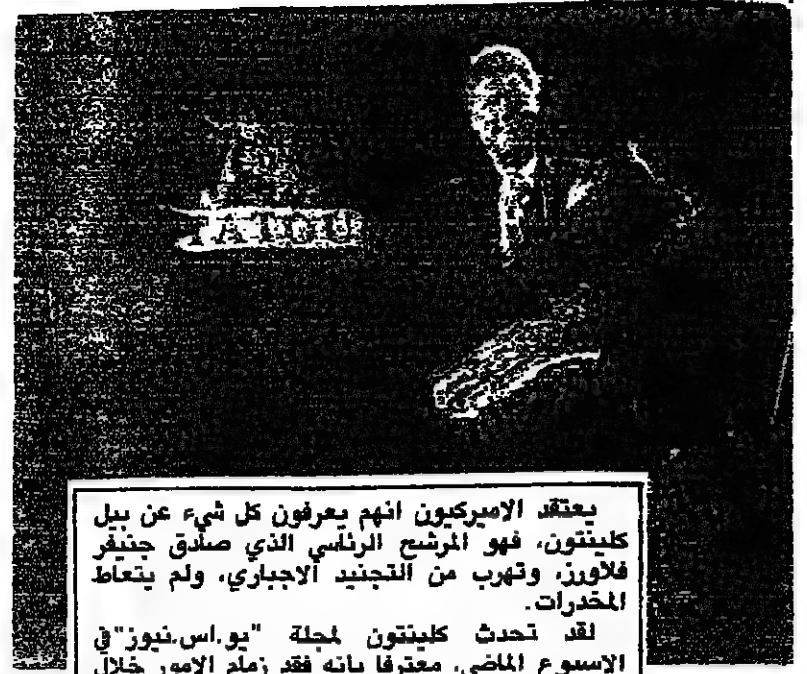 يعتقد الاميركيون انهم يعرفون كل شيء عن بيل
كلينتون، فهو المرشح الرئاسي الذي صادق جنيفر
فلاورز، وتهرب من التجنيد الاجباري، ولم يتعاط
المخدرات.
لقد تحدث كلينتون لمجلة "يو.اس.نيوز" في
الاسبوع الماضي، معترفا بانه فقد زمام الامور خلال